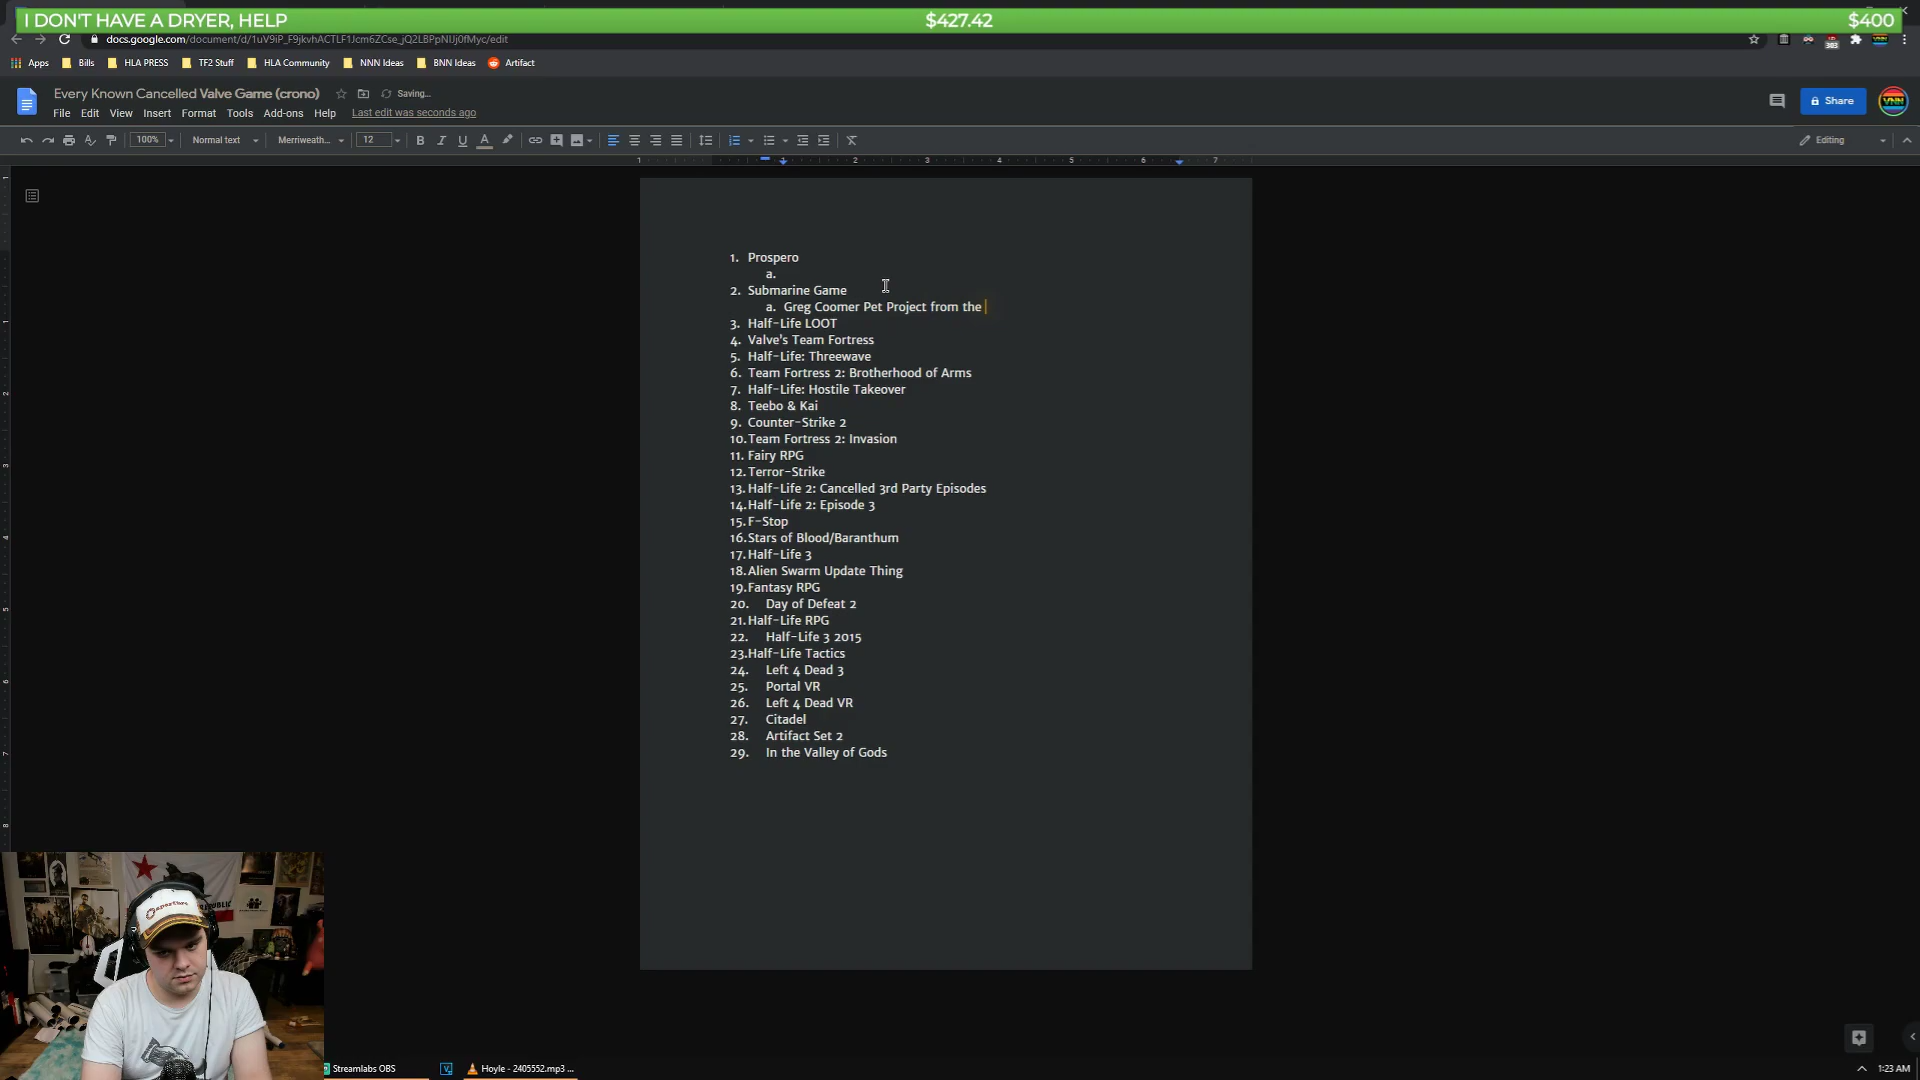 I DON'T HAVE A DRYER, HELP $427.42 $400
docs.google.com/document/d/1uV9iP_F9jkvhACTLF1Jcm6ZCse_jQ2LBPpNIJj0fMyc/edit
Apps Bills HLA PRESS TF2 Stuff HLA Community NNN Ideas BNN Ideas Artifact
Every Known Cancelled Valve Game (crono) Saving...
File Edit View Insert Format Tools Add-ons Help Last edit was seconds ago
Share
VNN
100% Normal text Merriweath... 12 B I U A Editing
1 1 2 3 4 5 6 7
1. Prospero
a.
2. Submarine Game
a. Greg Coomer Pet Project from the
3. Half-Life LOOT
4. Valve's Team Fortress
5. Half-Life: Threewave
6. Team Fortress 2: Brotherhood of Arms
7. Half-Life: Hostile Takeover
8. Teebo & Kai
9. Counter-Strike 2
10. Team Fortress 2: Invasion
11. Fairy RPG
12. Terror-Strike
13. Half-Life 2: Cancelled 3rd Party Episodes
14. Half-Life 2: Episode 3
15. F-Stop
16. Stars of Blood/Baranthum
17. Half-Life 3
18. Alien Swarm Update Thing
19. Fantasy RPG
20. Day of Defeat 2
21. Half-Life RPG
22. Half-Life 3 2015
23. Half-Life Tactics
24. Left 4 Dead 3
25. Portal VR
26. Left 4 Dead VR
27. Citadel
28. Artifact Set 2
29. In the Valley of Gods
aperture
Streamlabs OBS Hoyle - 2405552.mp3 ... 1:23 AM